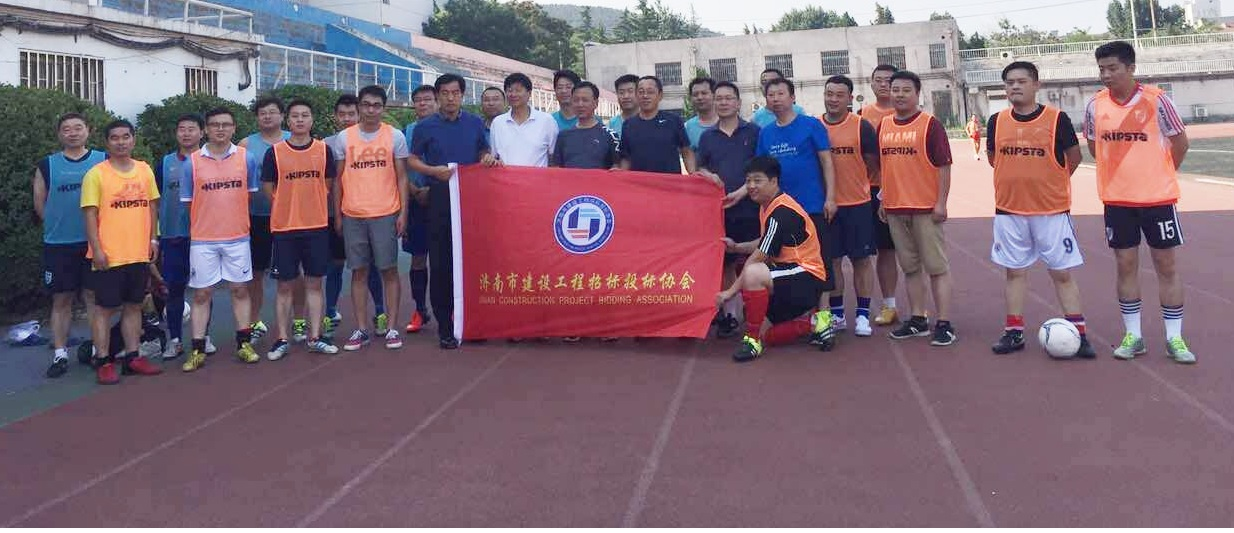 济南市建设工程招标投标协会
JINAN CONSTRUCTION PROJECT BIDDING ASSOCIATION
KIPSTA
KIPSTA
KIPSTA
KIPSTA
Lee
KIPSTA
MIAMI
KIPSTA
9
KIPSTA
15